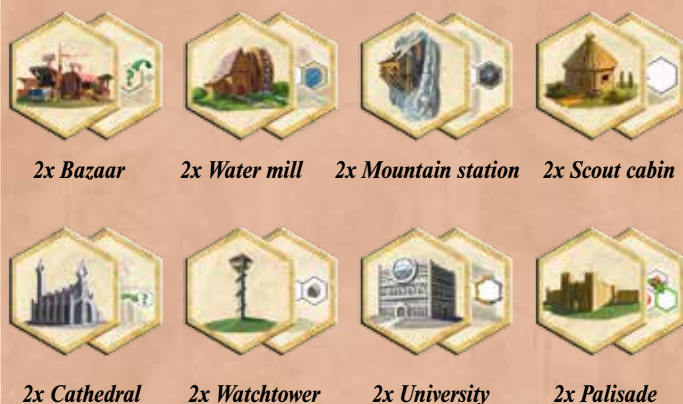 2x Bazaar 2x Water mill 2x Mountain station 2x Scout cabin
2x Cathedral 2x Watchtower 2x University 2x Palisade